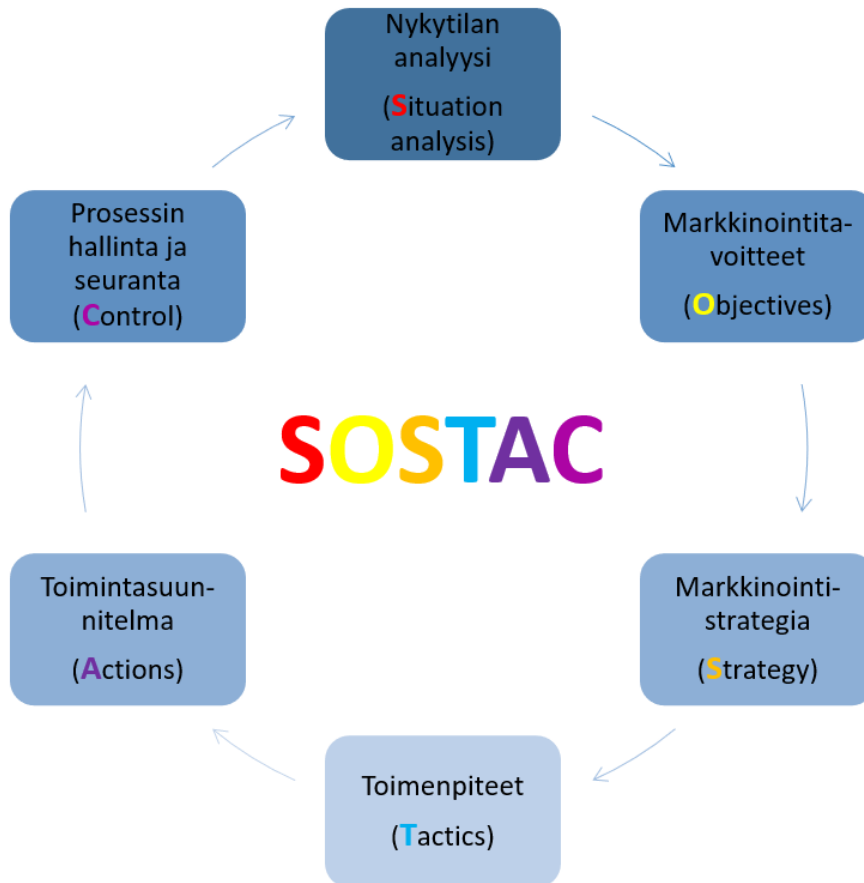 Nykytilan
analyysi
(Situation
analysis)
Prosessin
hallinta ja
seuranta
(Control)
Markkinointita-
voitteet
(Objectives)
SOSTAC
Toimintasuun-
nitelma
(Actions)
Markkinointi-
strategia
(Strategy)
Toimenpiteet
(Tactics)